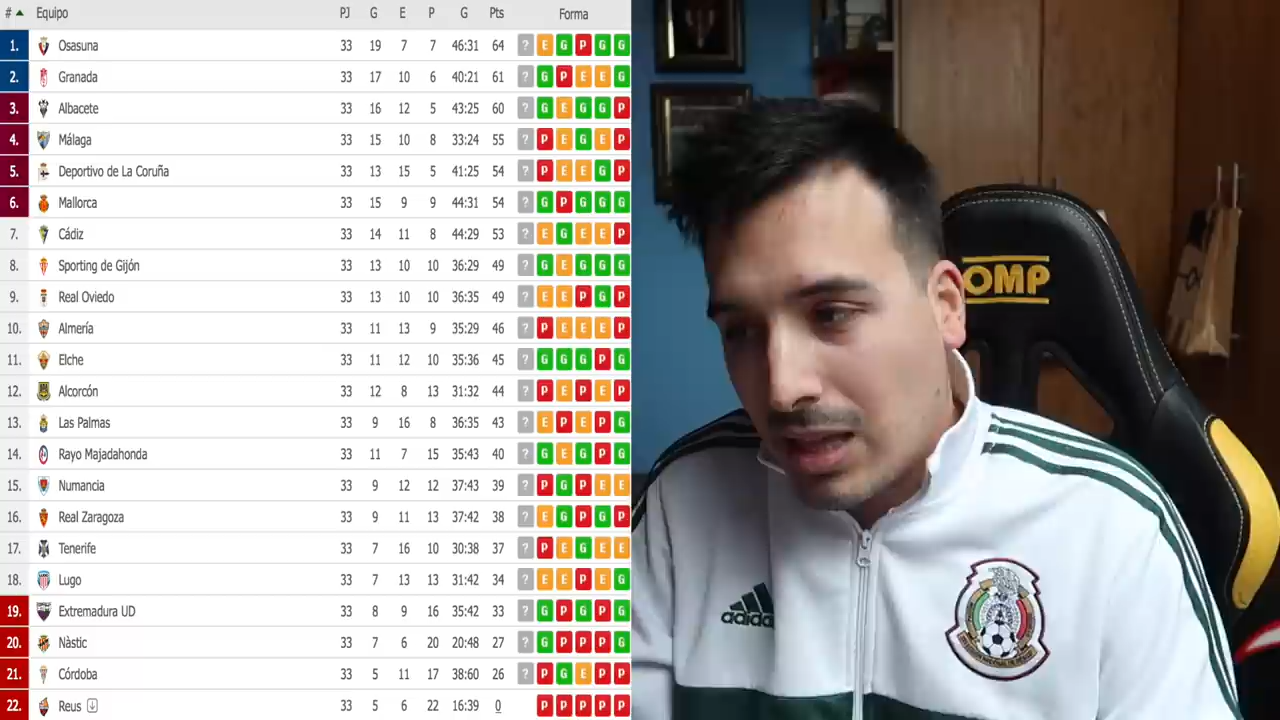 # Equipo PJ G E P G Pts Forma
1. Osasuna 33 19 7 7 46:31 64 ? E G P G G
2. Granada 33 17 10 6 40:21 61 ? G P E E G
3. Albacete 33 16 12 5 43:25 60 ? G E G G P
4. Málaga 33 15 10 8 33:24 55 ? P E G E P
5. Deportivo de La Coruña 33 13 15 5 41:25 54 ? P E E G P
6. Mallorca 33 15 9 9 44:31 54 ? G P G G G
7. Cádiz 33 14 11 8 44:29 53 ? E G E E P
8. Sporting de Gijón 33 13 10 10 36:29 49 ? G E G G G
9. Real Oviedo 33 13 10 10 36:35 49 ? E E P G P
10. Almería 33 11 13 9 35:29 46 ? P E E E P
11. Elche 33 11 12 10 35:36 45 ? G G G P G
12. Alcorcón 33 12 8 13 31:32 44 ? P E P E P
13. Las Palmas 33 9 16 8 36:35 43 ? E P E P G
14. Rayo Majadahonda 33 11 7 15 35:43 40 ? G E G P G
15. Numancia 33 9 12 12 37:43 39 ? P G P E E
16. Real Zaragoza 33 9 11 13 37:42 38 ? E G P G P
17. Tenerife 33 7 16 10 30:38 37 ? P E G E E
18. Lugo 33 7 13 13 31:42 34 ? E E P E G
19. Extremadura UD 33 8 9 16 35:42 33 ? G P G P G
20. Nàstic 33 7 6 20 20:48 27 ? G P P P G
21. Córdoba 33 5 11 17 38:60 26 ? P G E P P
22. Reus 33 5 6 22 16:39 0 P P P P P
OMP
adidas